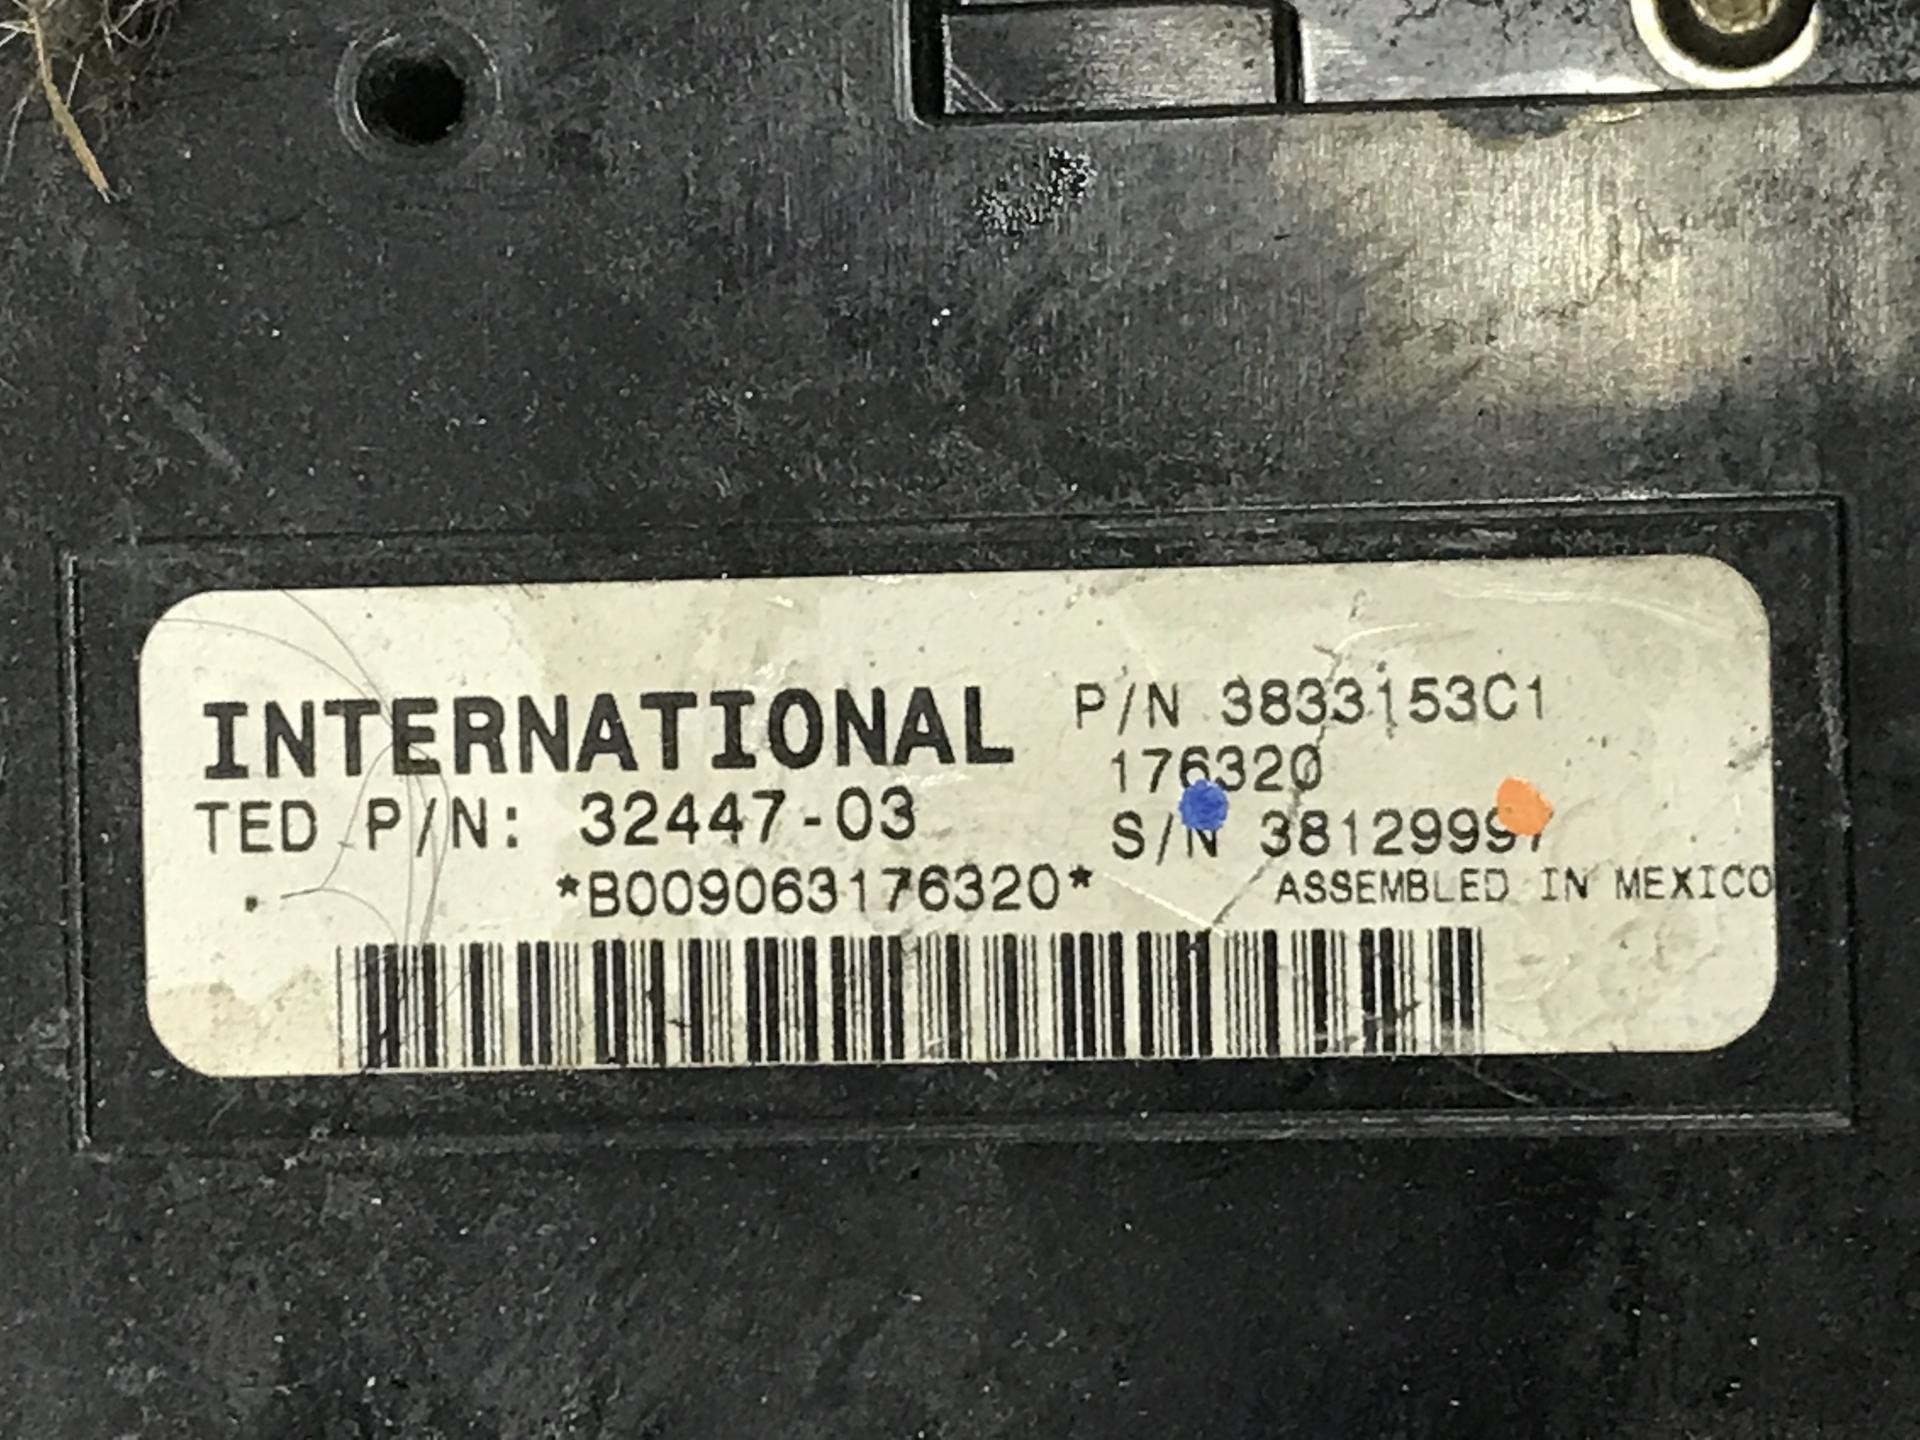 INTERNATIONAL
P/N 3833153C1
176320
TED P/N: 32447-03
S/N 38129997
*B009063176320*
ASSEMBLED IN MEXICO